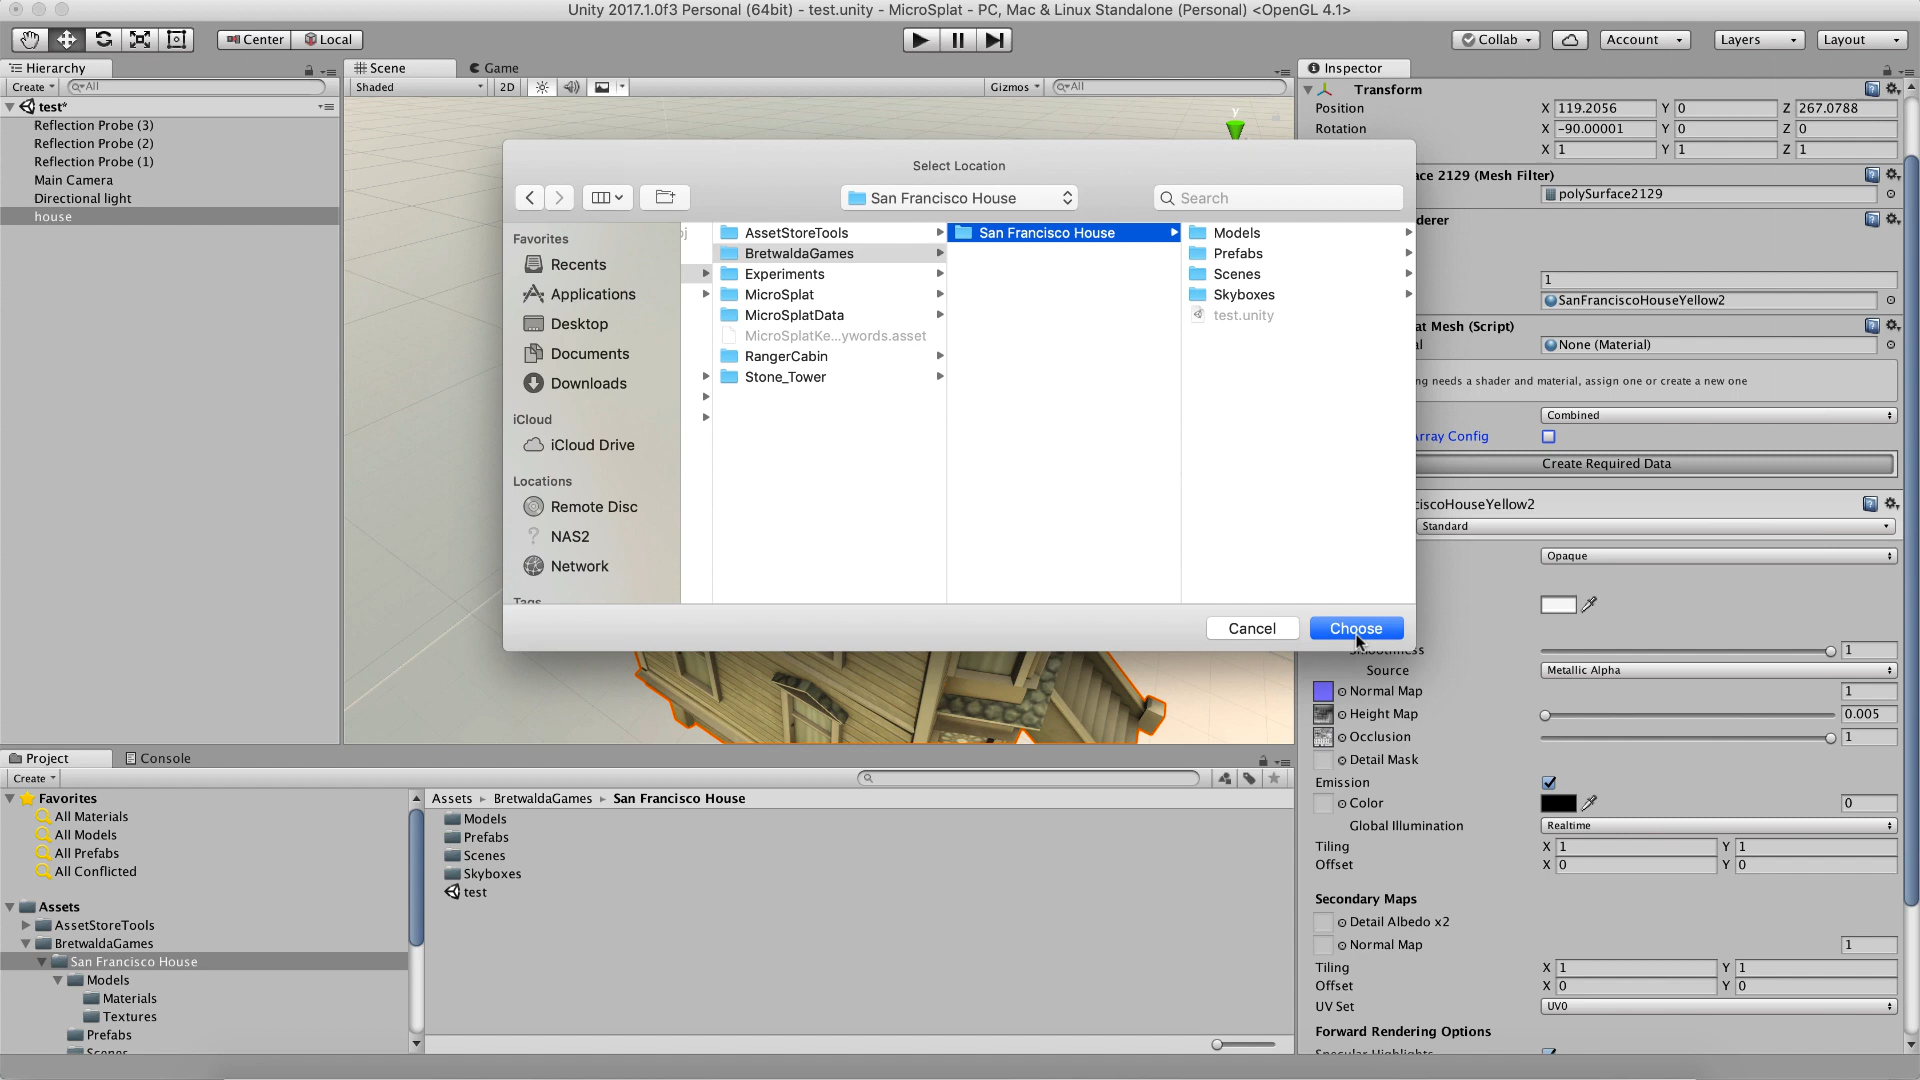 Unity 2017.1.0f3 Personal (64bit) - test.unity - MicroSplat - PC, Mac & Linux Standalone (Personal) <OpenGL 4.1>
Center
Local
Collab
Account
Layers
Layout
Hierarchy
Create
All
test*
Reflection Probe (3)
Reflection Probe (2)
Reflection Probe (1)
Main Camera
Directional light
house
Scene
Game
Shaded
2D
Gizmos
All
y
Select Location
San Francisco House
Search
Favorites
Recents
Applications
Desktop
Documents
Downloads
iCloud
iCloud Drive
Locations
Remote Disc
NAS2
Network
Tags
AssetStoreTools
BretwaldaGames
Experiments
MicroSplat
MicroSplatData
MicroSplatKe...ywords.asset
RangerCabin
Stone_Tower
San Francisco House
Models
Prefabs
Scenes
Skyboxes
test.unity
Cancel
Choose
Inspector
Transform
Position X 119.2056 Y 0 Z 267.0788
Rotation X -90.00001 Y 0 Z 0
X 1 Y 1 Z 1
ace 2129 (Mesh Filter)
polySurface2129
derer
1
SanFranciscoHouseYellow2
at Mesh (Script)
al None (Material)
ng needs a shader and material, assign one or create a new one
Combined
rray Config
Create Required Data
ciscoHouseYellow2
Standard
Opaque
Smoothness 1
Source Metallic Alpha
Normal Map 1
Height Map 0.005
Occlusion 1
Detail Mask
Emission
Color 0
Global Illumination Realtime
Tiling X 1 Y 1
Offset X 0 Y 0
Secondary Maps
Detail Albedo x2
Normal Map 1
Tiling X 1 Y 1
Offset X 0 Y 0
UV Set UV0
Forward Rendering Options
Specular Highlights
Project
Console
Create
Favorites
All Materials
All Models
All Prefabs
All Conflicted
Assets
AssetStoreTools
BretwaldaGames
San Francisco House
Models
Materials
Textures
Prefabs
Scenes
Assets BretwaldaGames San Francisco House
Models
Prefabs
Scenes
Skyboxes
test